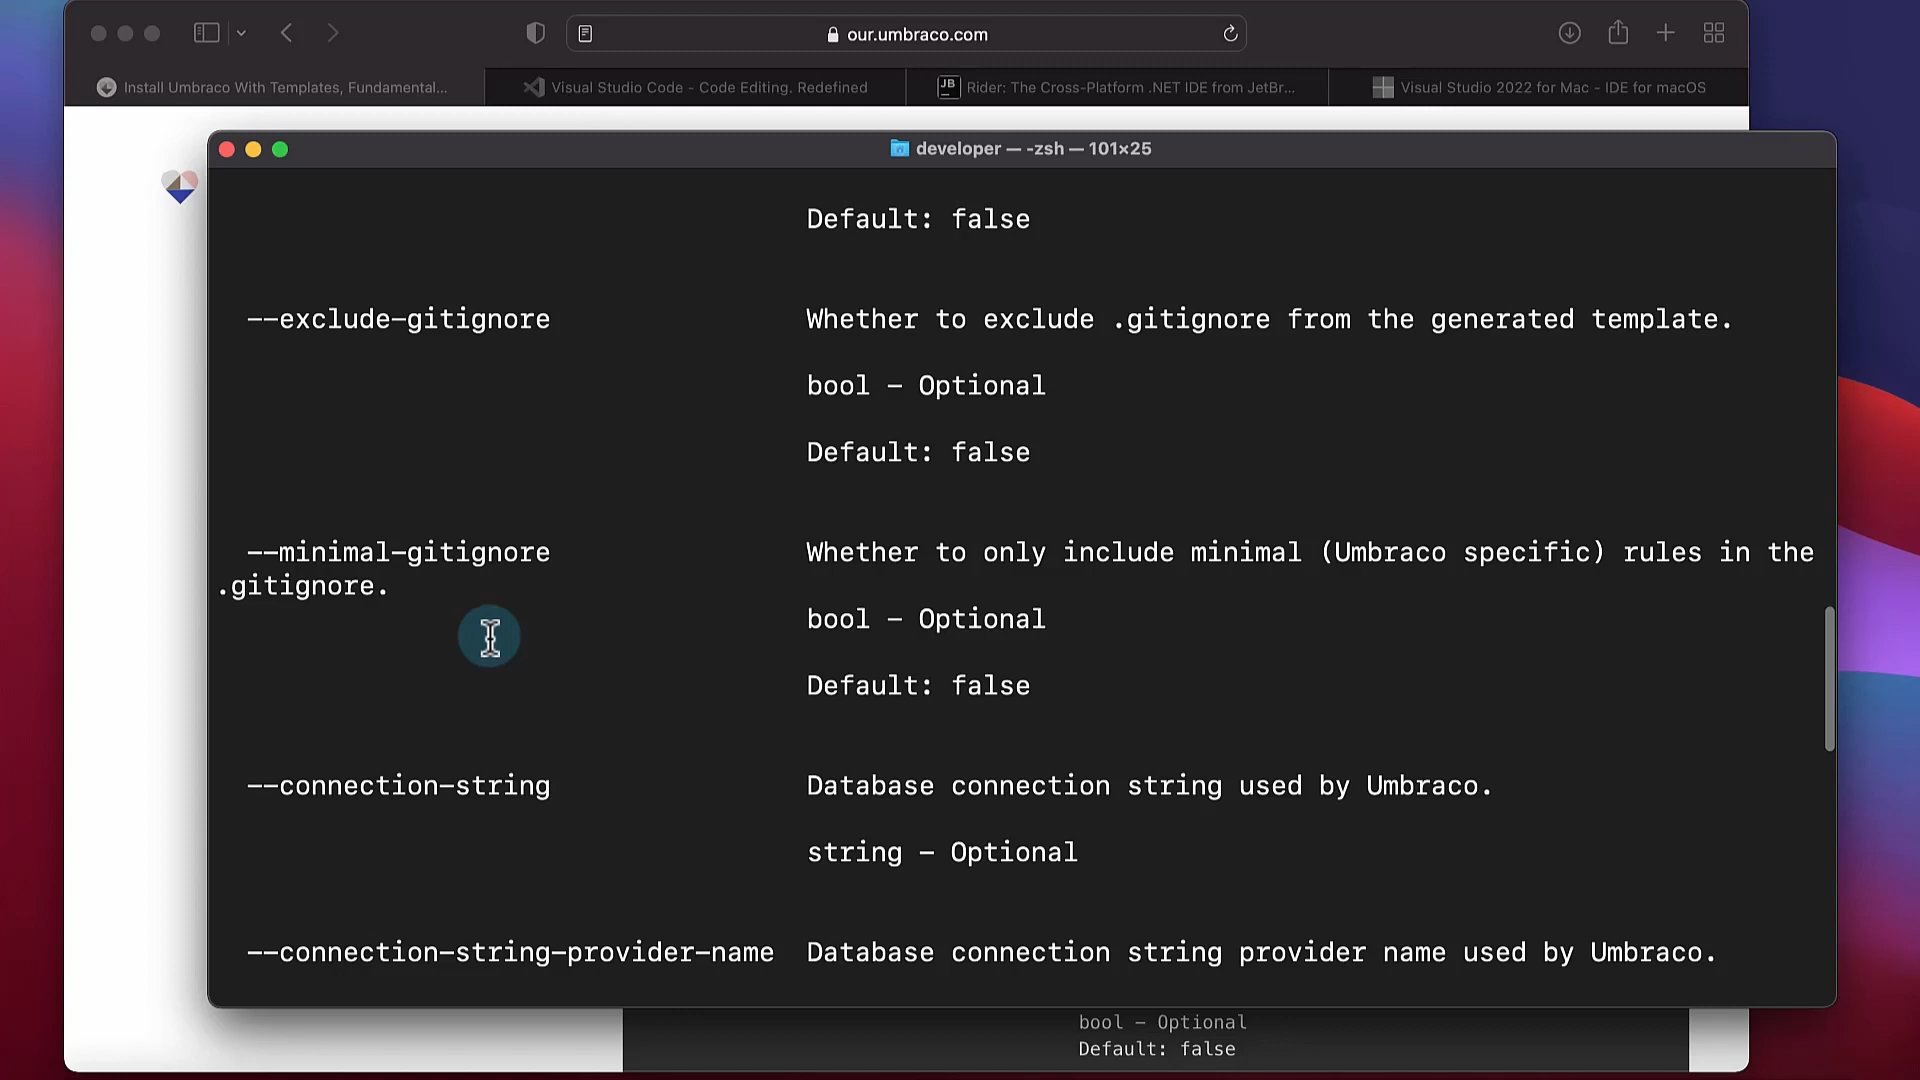 our.umbraco.com
Install Umbraco With Templates, Fundamental...
Visual Studio Code - Code Editing. Redefined
JB
Rider: The Cross-Platform .NET IDE from JetBr...
Visual Studio 2022 for Mac - IDE for macOS
developer — -zsh — 101×25
Default: false
--exclude-gitignore Whether to exclude .gitignore from the generated template.
bool - Optional
Default: false
--minimal-gitignore Whether to only include minimal (Umbraco specific) rules in the
.gitignore.
bool - Optional
Default: false
--connection-string Database connection string used by Umbraco.
string - Optional
--connection-string-provider-name Database connection string provider name used by Umbraco.
bool - Optional
Default: false